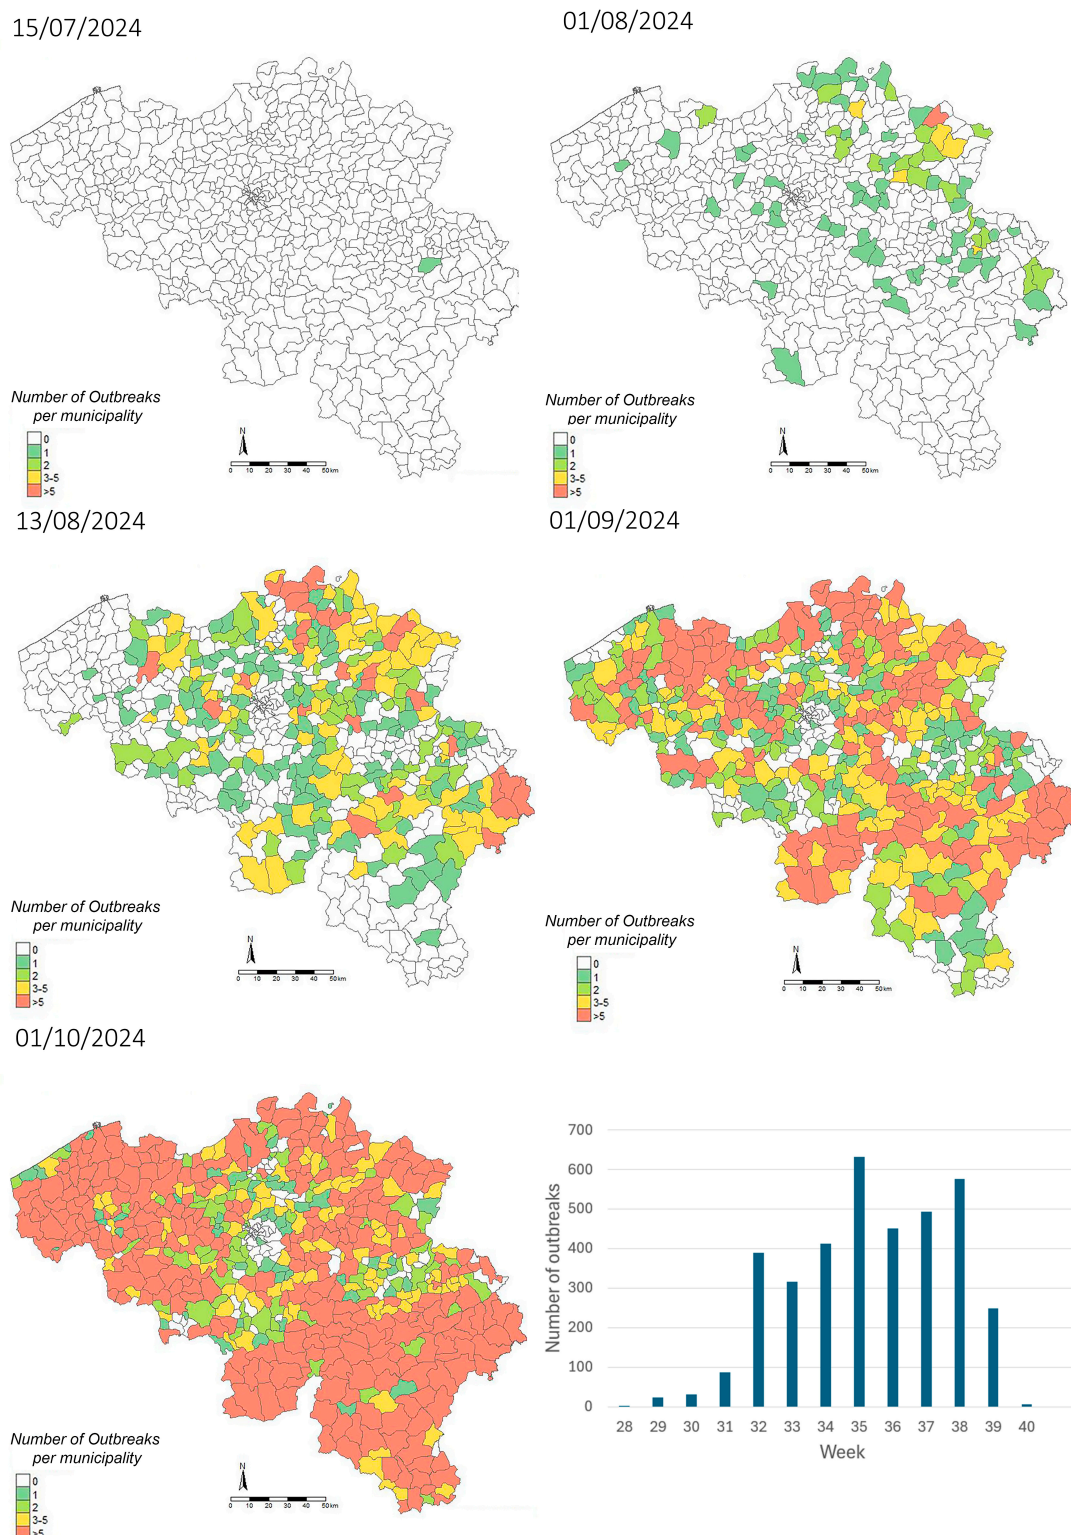 15/07/2024
01/08/2024
Number of Outbreaks
per municipality
0
1
2
3-5
>5
N
0 10 20 30 40 50km
Number of Outbreaks
per municipality
0
1
2
3-5
>5
N
0 10 20 30 40 50km
13/08/2024
01/09/2024
Number of Outbreaks
per municipality
0
1
2
3-5
>5
N
0 10 20 30 40 50km
Number of Outbreaks
per municipality
0
1
2
3-5
>5
N
0 10 20 30 40 50km
01/10/2024
Number of Outbreaks
per municipality
0
1
2
3-5
>5
N
0 10 20 30 40 50km
Number of outbreaks
700
600
500
400
300
200
100
0
28 29 30 31 32 33 34 35 36 37 38 39 40
Week